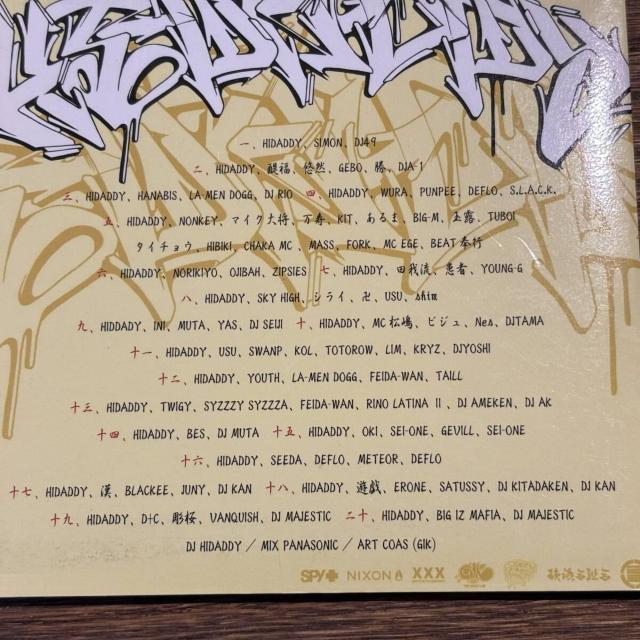 一、HIDADDY、SIMON、DJ49
二、HIDADDY、醍福、悠然、GEBO、勝、DJA-1
三、HIDADDY、HANABIS、LA-MEN DOGG、DJ RIO 四、HIDADDY、WURA、PUNPEE、DEFLO、S.L.A.C.K.
五、HIDADDY、NONKEY、マイク大将、万寿、KIT、あるま、BIG-M、玉露、TUBOI
タイチョウ、HIBIKI、CHAKA MC、MASS、FORK、MC EGE、BEAT奉行
六、HIDADDY、NORIKIYO、OJIBAH、ZIPSIES 七、HIDADDY、田我流、患者、YOUNG-G
八、HIDADDY、SKY HIGH、シライ、卍、USU、shim
九、HIDDADDY、INI、MUTA、YAS、DJ SEIJI 十、HIDADDY、MC松嶋、ビジュ、Nes、DJTAMA
十一、HIDADDY、USU、SWANP、KOL、TOTOROW、LIM、KRYZ、DJYOSHI
十二、HIDADDY、YOUTH、LA-MEN DOGG、FEIDA-WAN、TAILL
十三、HIDADDY、TWIGY、SYZZZY SYZZZA、FEIDA-WAN、RINO LATINA II、DJ AMEKEN、DJ AK
十四、HIDADDY、BES、DJ MUTA 十五、HIDADDY、OKI、SEI-ONE、GEVILL、SEI-ONE
十六、HIDADDY、SEEDA、DEFLO、METEOR、DEFLO
十七、HIDADDY、漢、BLACKEE、JUNY、DJ KAN 十八、HIDADDY、遊戯、ERONE、SATUSSY、DJ KITADAKEN、DJ KAN
十九、HIDADDY、D+C、彫桜、VANQUISH、DJ MAJESTIC 二十、HIDADDY、BIG IZ MAFIA、DJ MAJESTIC
DJ HIDADDY / MIX PANASONIC / ART COAS (GIK)
SPY NIXON XXX